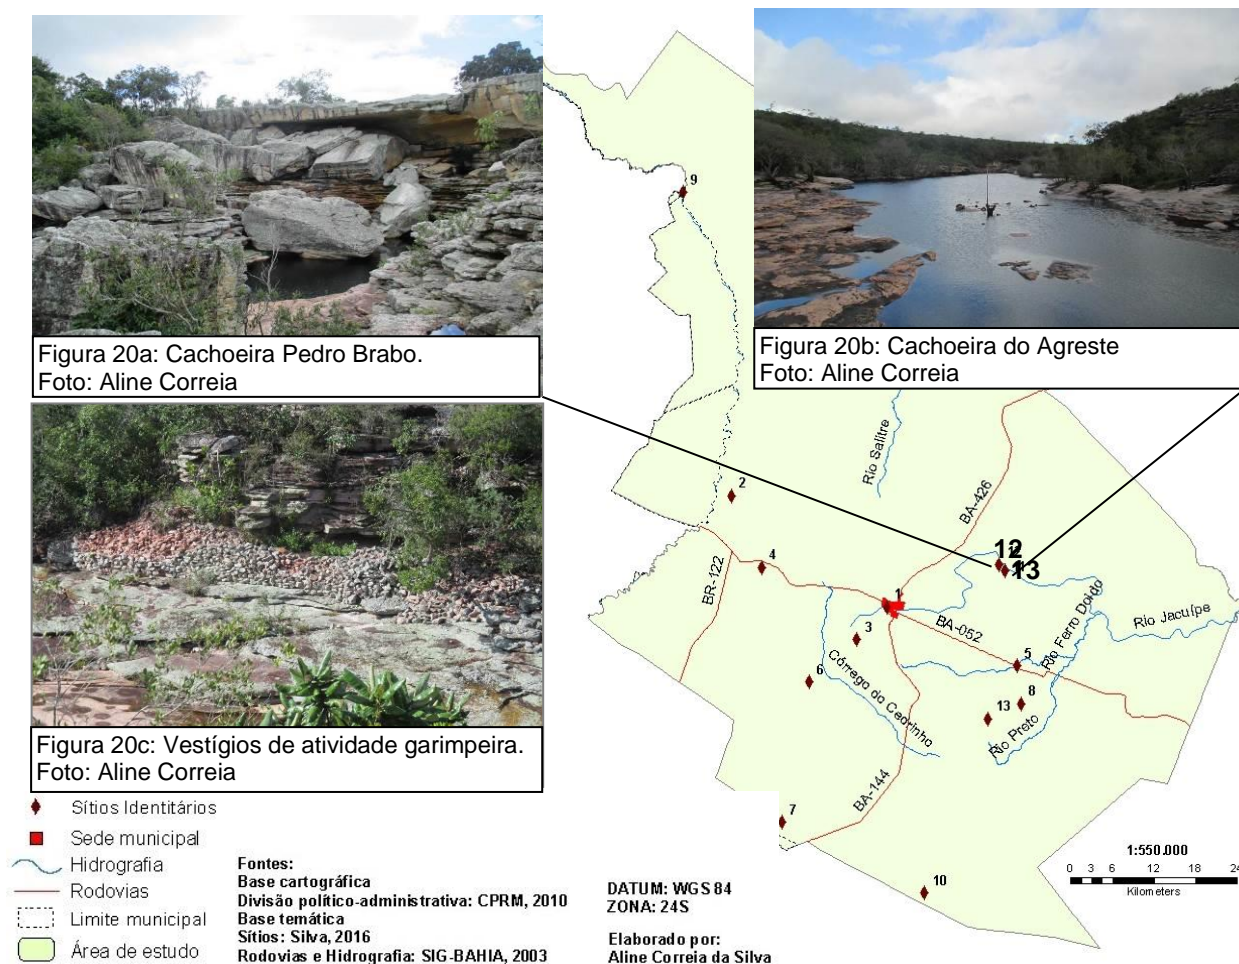 Figura 20a: Cachoeira Pedro Brabo.
Foto: Aline Correia
Figura 20b: Cachoeira do Agreste
Foto: Aline Correia
Figura 20c: Vestígios de atividade garimpeira.
Foto: Aline Correia
9
2
4
1
3
6
5
8
13
7
10
12
13
Rio Salitre
BA-426
BR-122
BA-052
Rio Ferro Doido
Rio Jacuípe
Córrego do Cedrinho
Rio Preto
BA-144
Sítios Identitários
Sede municipal
Hidrografia
Rodovias
Limite municipal
Área de estudo
Fontes:
Base cartográfica
Divisão político-administrativa: CPRM, 2010
Base temática
Sítios: Silva, 2016
Rodovias e Hidrografia: SIG-BAHIA, 2003
DATUM: WGS 84
ZONA: 24S
Elaborado por:
Aline Correia da Silva
1:550.000
0 3 6 12 18 24
Kilometers